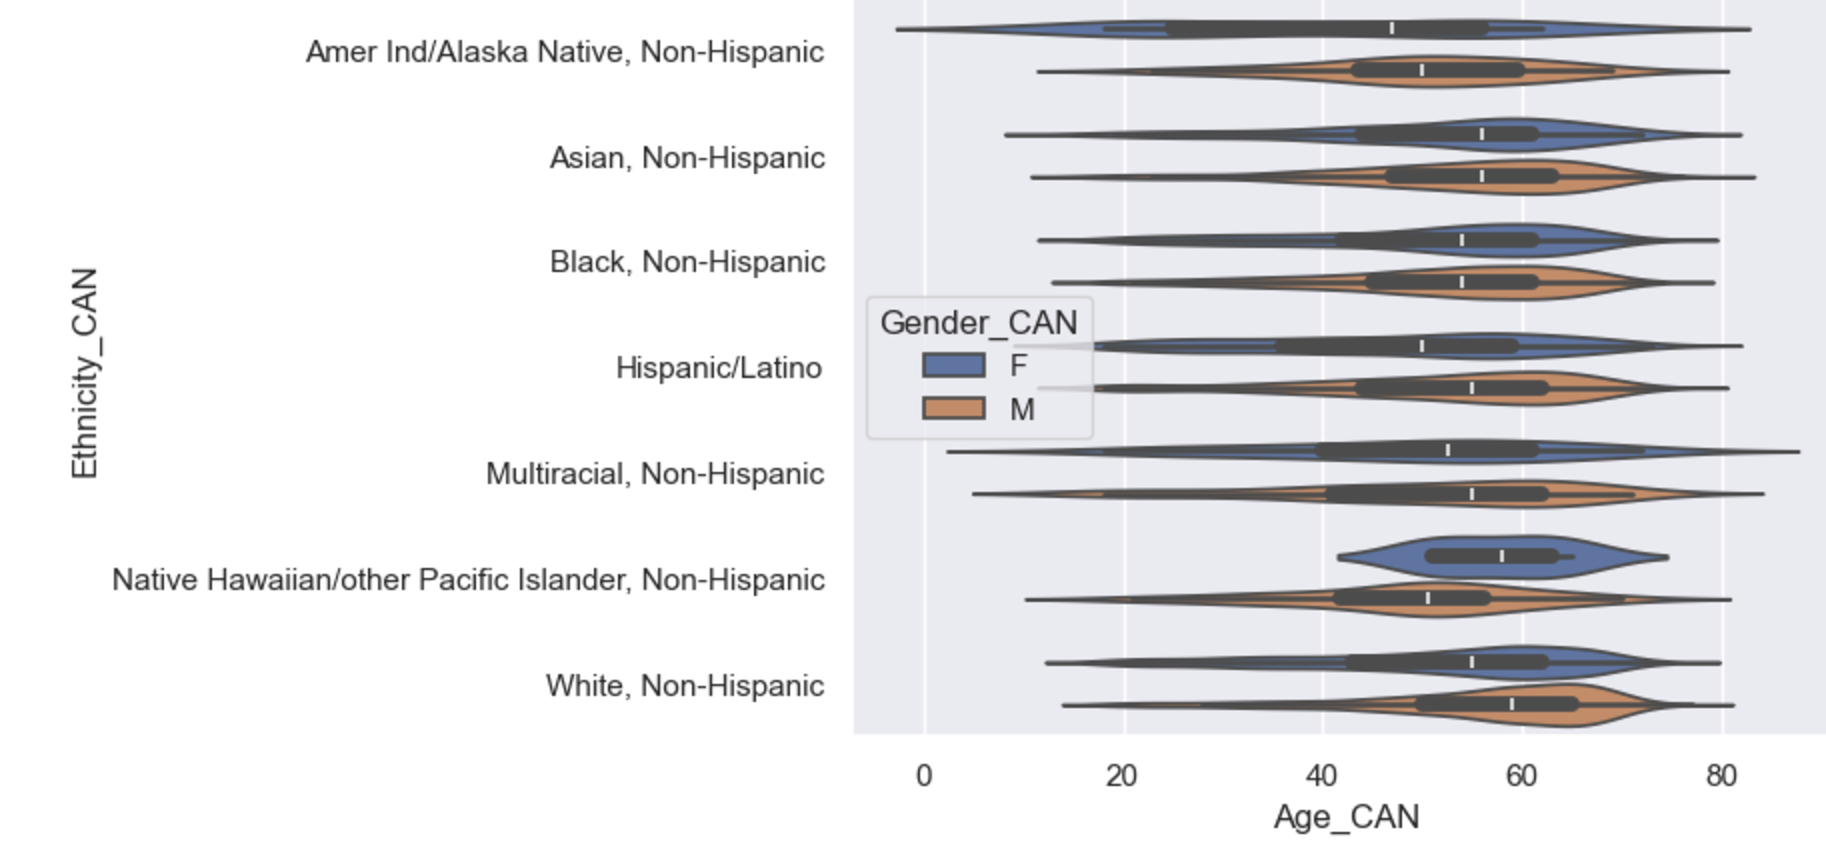 Amer Ind/Alaska Native, Non-Hispanic
Asian, Non-Hispanic
Black, Non-Hispanic
Hispanic/Latino
Multiracial, Non-Hispanic
Native Hawaiian/other Pacific Islander, Non-Hispanic
White, Non-Hispanic
Ethnicity_CAN
Gender_CAN
F
M
0 20 40 60 80
Age_CAN